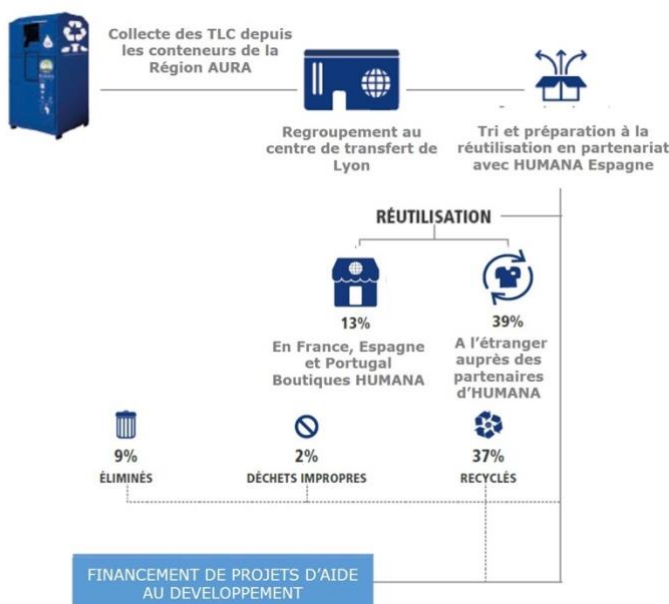 Collecte des TLC depuis
les conteneurs de la
Région AURA
Regroupement au
centre de transfert de
Lyon
Tri et préparation à la
réutilisation en partenariat
avec HUMANA Espagne
RÉUTILISATION
13%
En France, Espagne
et Portugal
Boutiques HUMANA
39%
A l’étranger
auprès des
partenaires
d’HUMANA
9%
ÉLIMINÉS
2%
DÉCHETS IMPROPRES
37%
RECYCLÉS
FINANCEMENT DE PROJETS D’AIDE
AU DEVELOPPEMENT